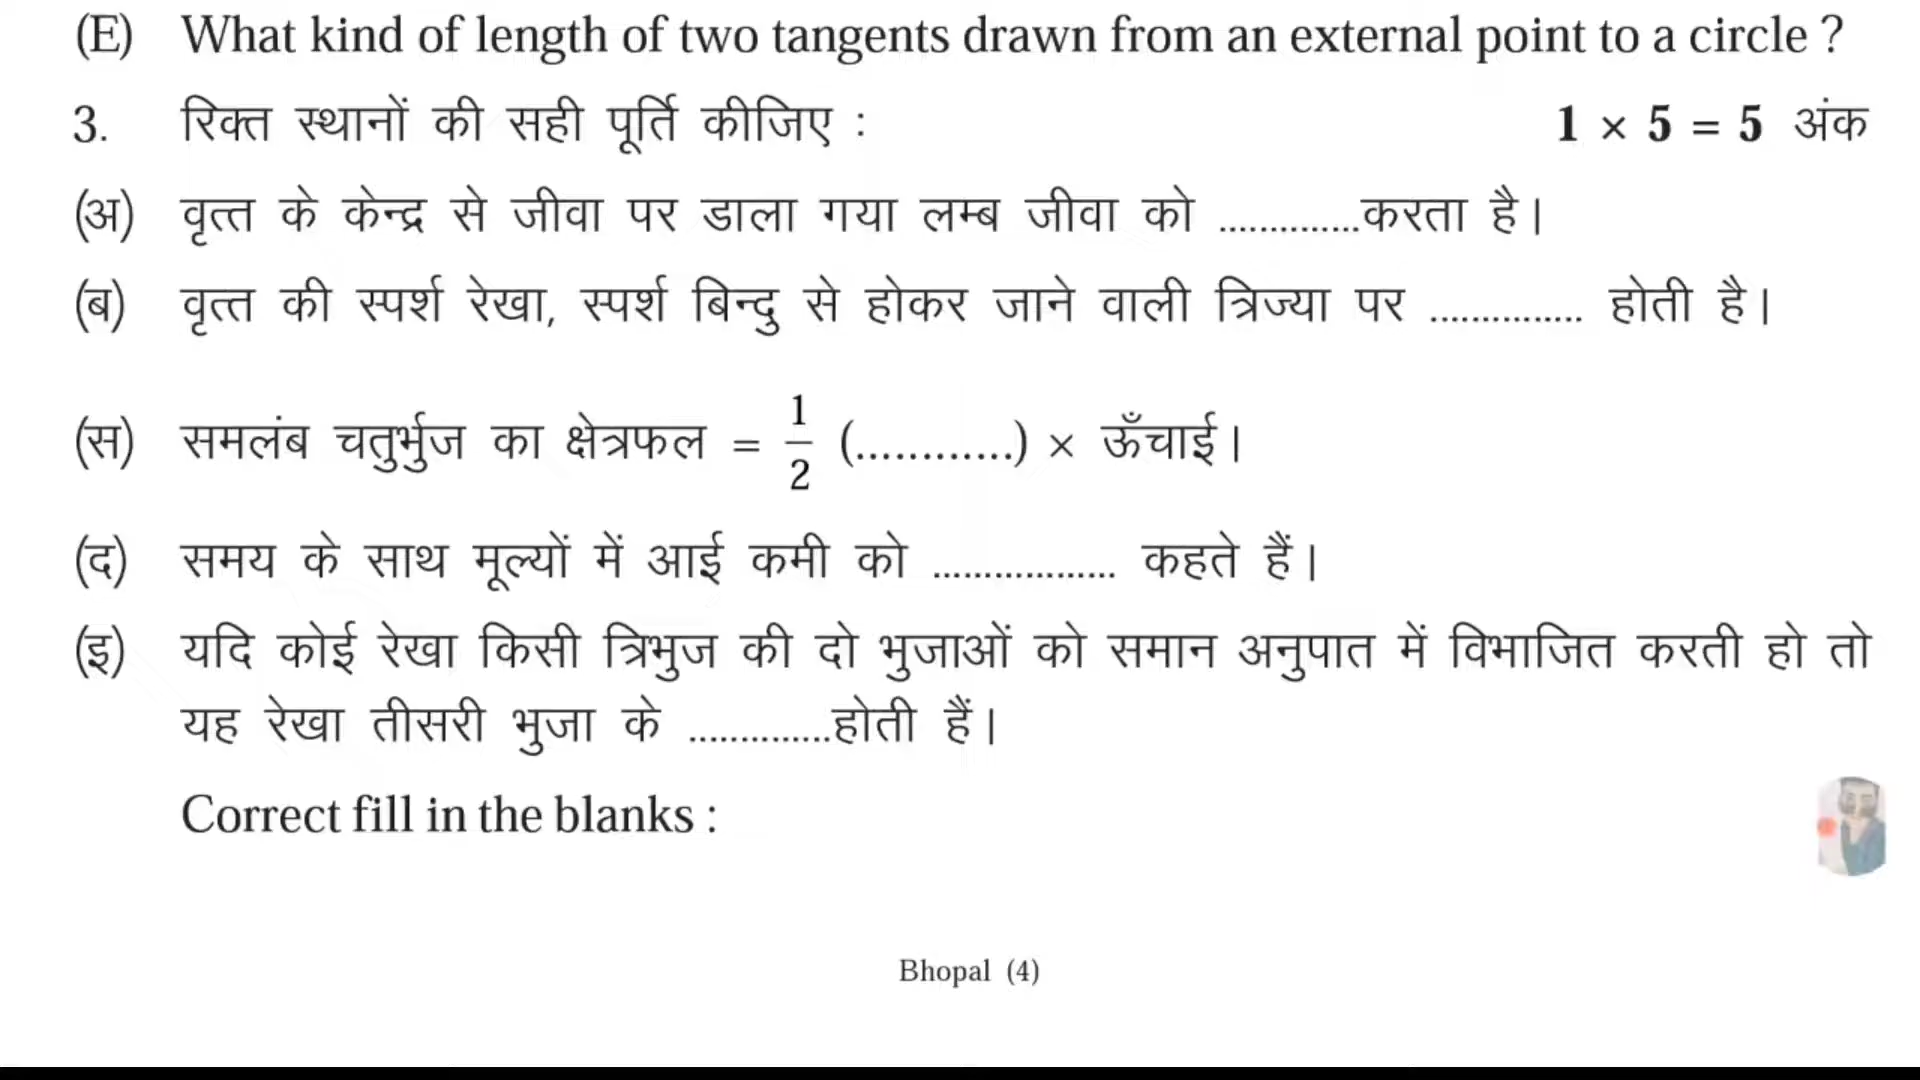 (E) What kind of length of two tangents drawn from an external point to a circle ?
3. रिक्त स्थानों की सही पूर्ति कीजिए : 1 × 5 = 5 अंक
(अ) वृत्त के केन्द्र से जीवा पर डाला गया लम्ब जीवा को ..............करता है।
(ब) वृत्त की स्पर्श रेखा, स्पर्श बिन्दु से होकर जाने वाली त्रिज्या पर ............... होती है।
(स) समलंब चतुर्भुज का क्षेत्रफल = 1/2 (............) × ऊँचाई।
(द) समय के साथ मूल्यों में आई कमी को .................. कहते हैं।
(इ) यदि कोई रेखा किसी त्रिभुज की दो भुजाओं को समान अनुपात में विभाजित करती हो तो
यह रेखा तीसरी भुजा के ..............होती हैं।
Correct fill in the blanks :
Bhopal (4)